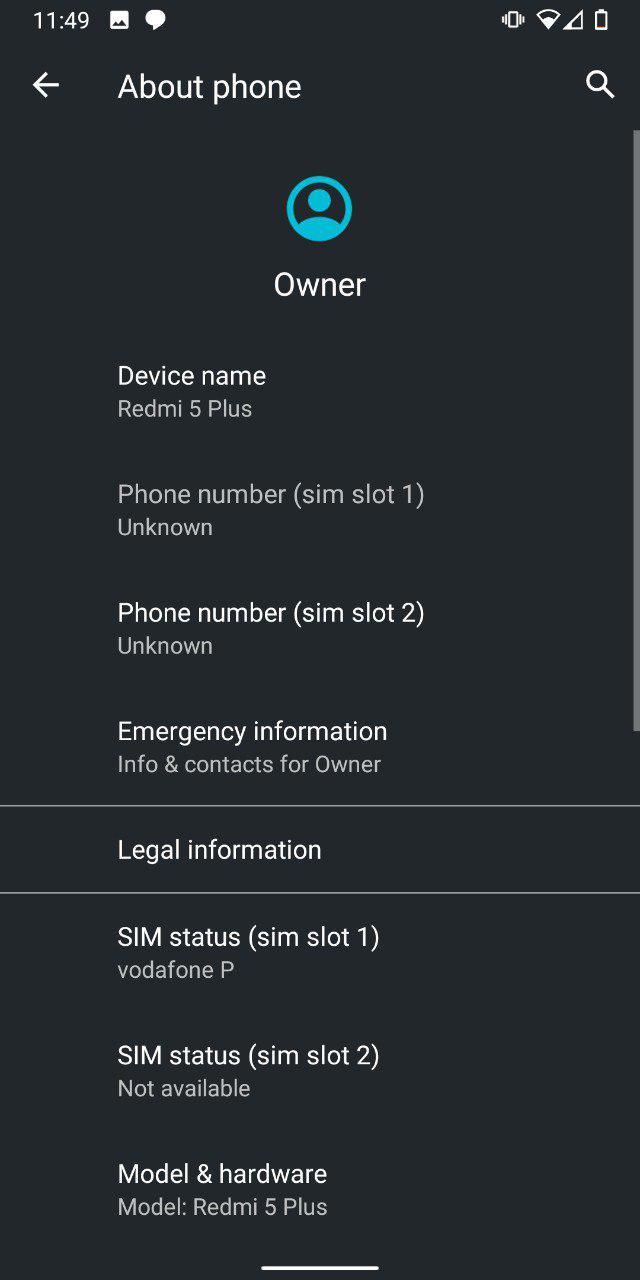 11:49
About phone
Owner
Device name
Redmi 5 Plus
Phone number (sim slot 1)
Unknown
Phone number (sim slot 2)
Unknown
Emergency information
Info & contacts for Owner
Legal information
SIM status (sim slot 1)
vodafone P
SIM status (sim slot 2)
Not available
Model & hardware
Model: Redmi 5 Plus